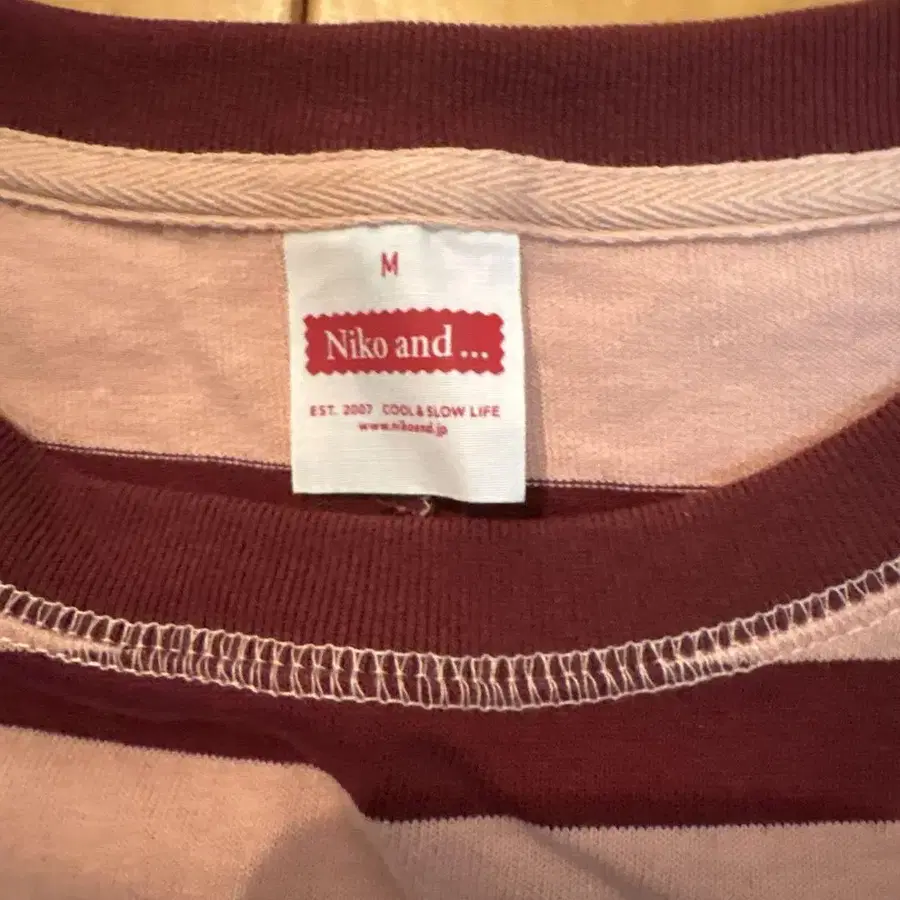 M
Niko and ...
EST. 2007 COOL & SLOW LIFE
www.nikoand.jp